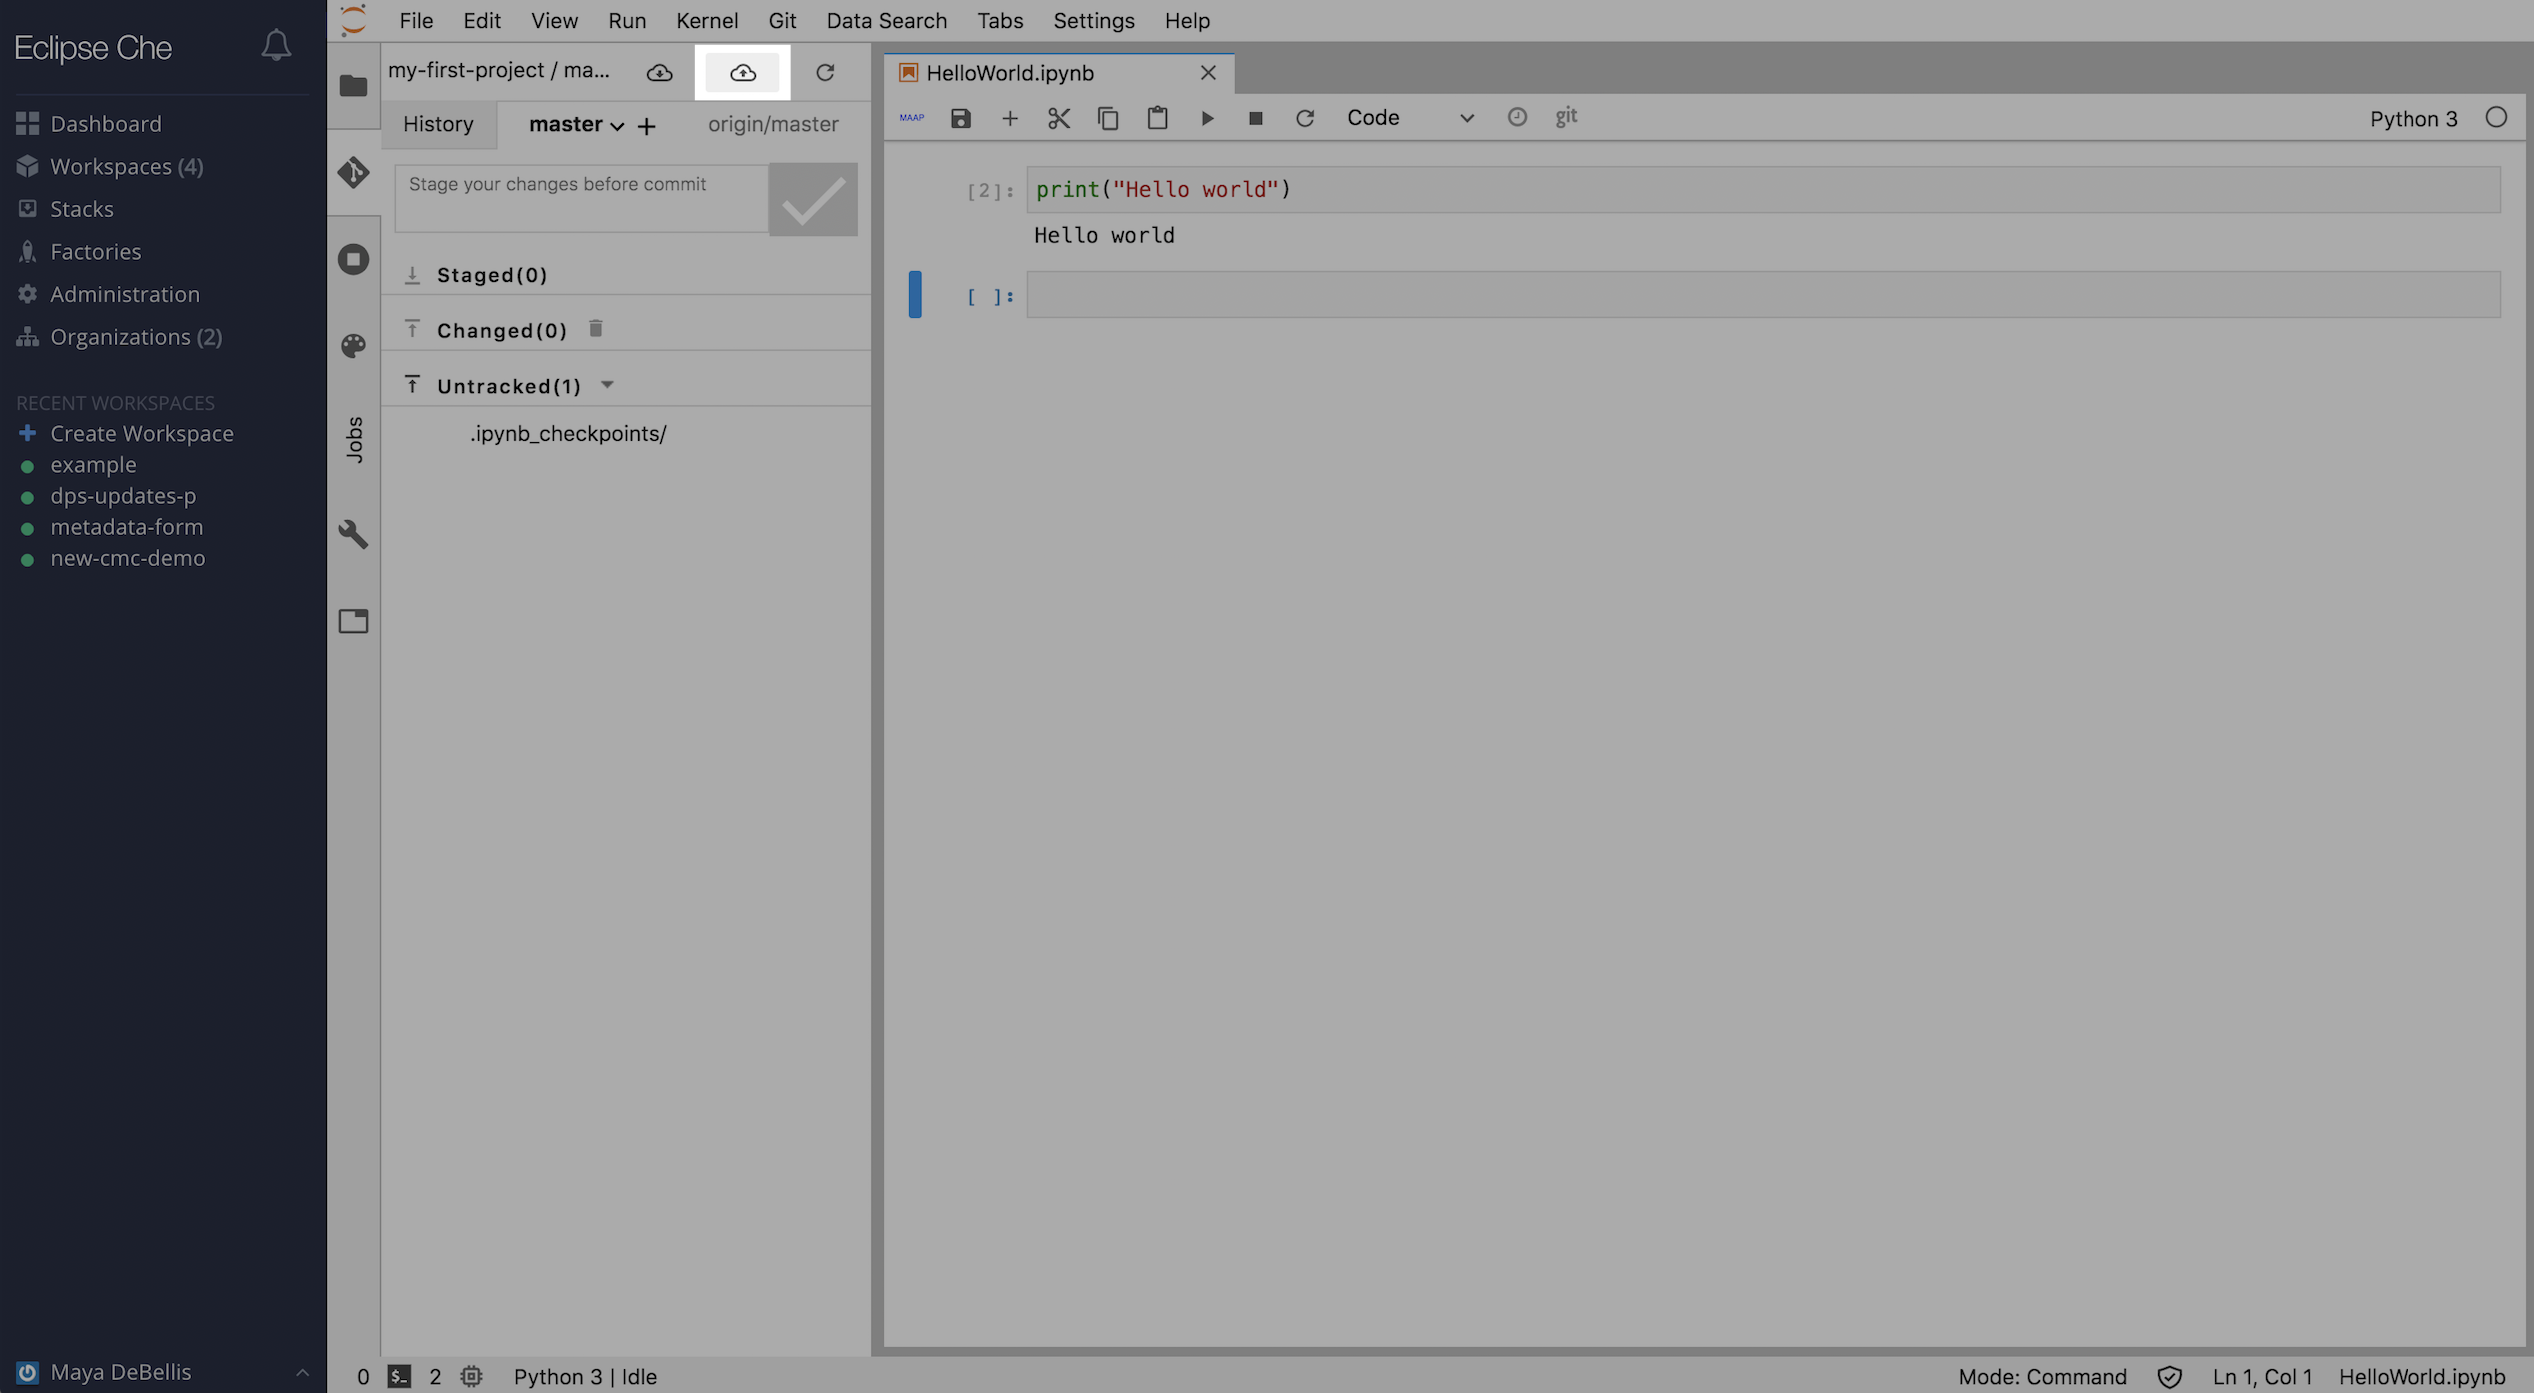 Eclipse Che
Dashboard
Workspaces (4)
Stacks
Factories
Administration
Organizations (2)
RECENT WORKSPACES
Create Workspace
example
dps-updates-p
metadata-form
new-cmc-demo
Maya DeBellis
File Edit View Run Kernel Git Data Search Tabs Settings Help
my-first-project / ma...
History master + origin/master
Stage your changes before commit
Staged(0)
Changed(0)
Untracked(1)
.ipynb_checkpoints/
Jobs
HelloWorld.ipynb
MAAP Code git Python 3
[2]: print("Hello world")
Hello world
[ ]:
0 $_ 2 Python 3 | Idle Mode: Command Ln 1, Col 1 HelloWorld.ipynb